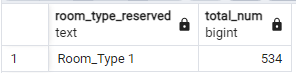 room_type_reserved total_num
text bigint
1 Room_Type 1 534